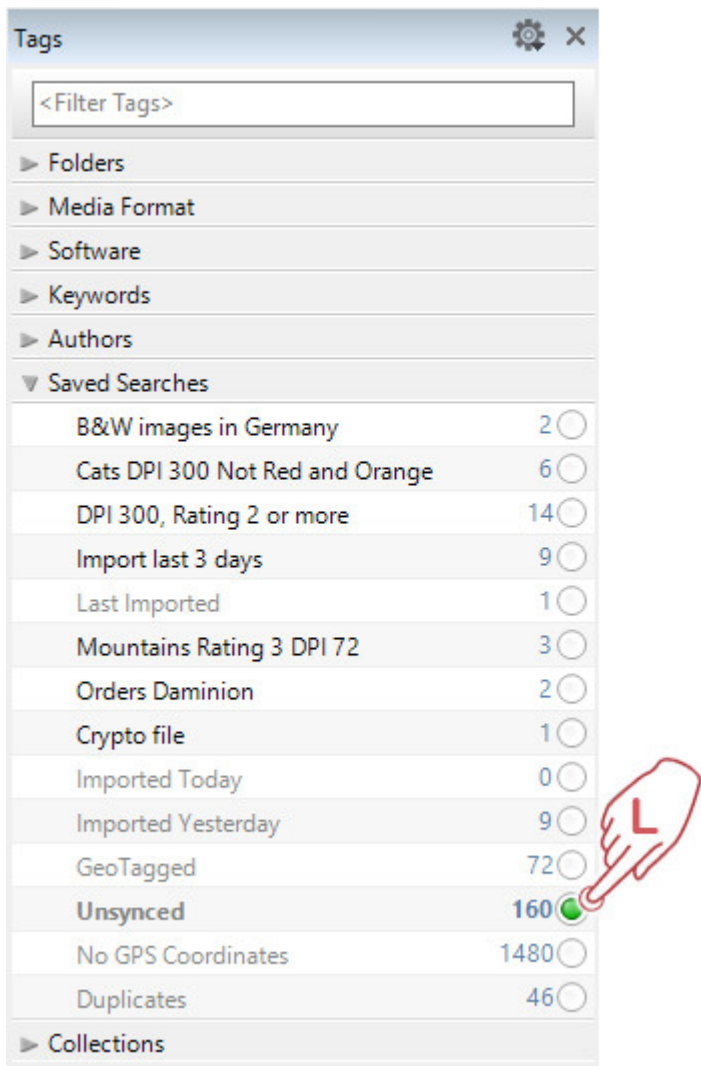 Tags
<Filter Tags>
Folders
Media Format
Software
Keywords
Authors
Saved Searches
B&W images in Germany 2
Cats DPI 300 Not Red and Orange 6
DPI 300, Rating 2 or more 14
Import last 3 days 9
Last Imported 1
Mountains Rating 3 DPI 72 3
Orders Daminion 2
Crypto file 1
Imported Today 0
Imported Yesterday 9
L
GeoTagged 72
Unsynced 160
No GPS Coordinates 1480
Duplicates 46
Collections